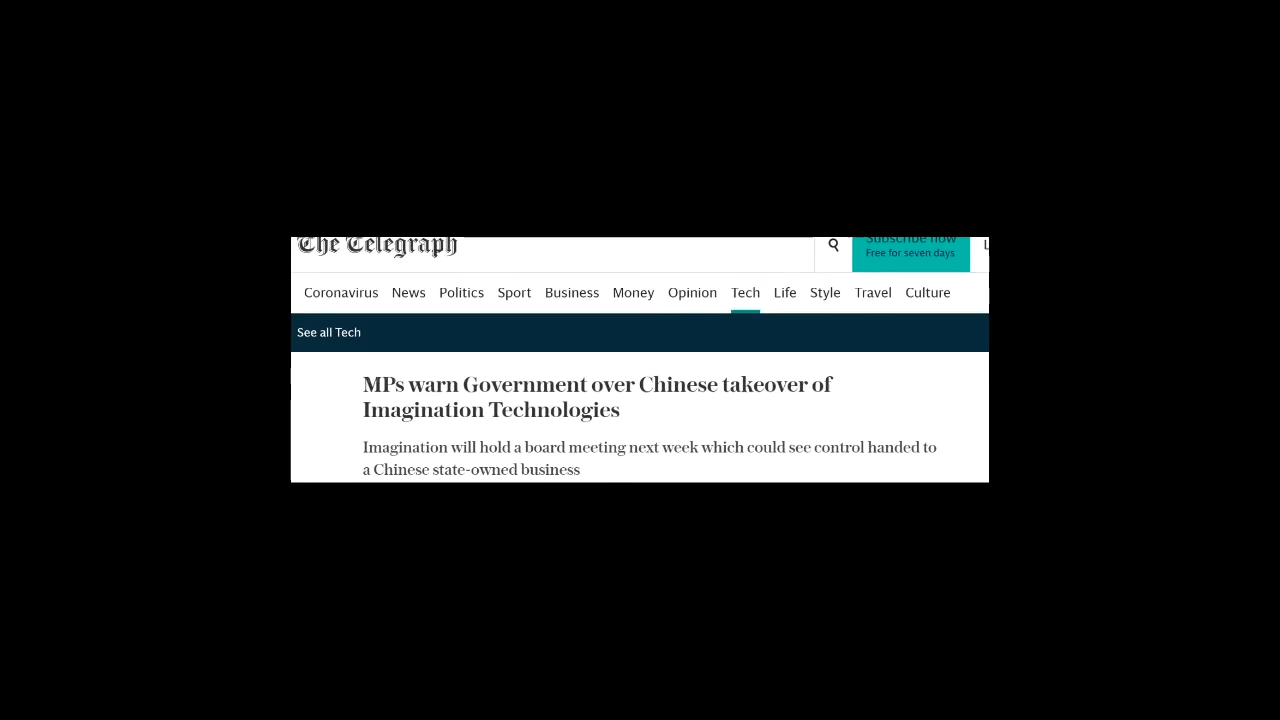 The Telegraph
Subscribe now
Free for seven days
L
Coronavirus News Politics Sport Business Money Opinion Tech Life Style Travel Culture
See all Tech
MPs warn Government over Chinese takeover of
Imagination Technologies
Imagination will hold a board meeting next week which could see control handed to
a Chinese state-owned business